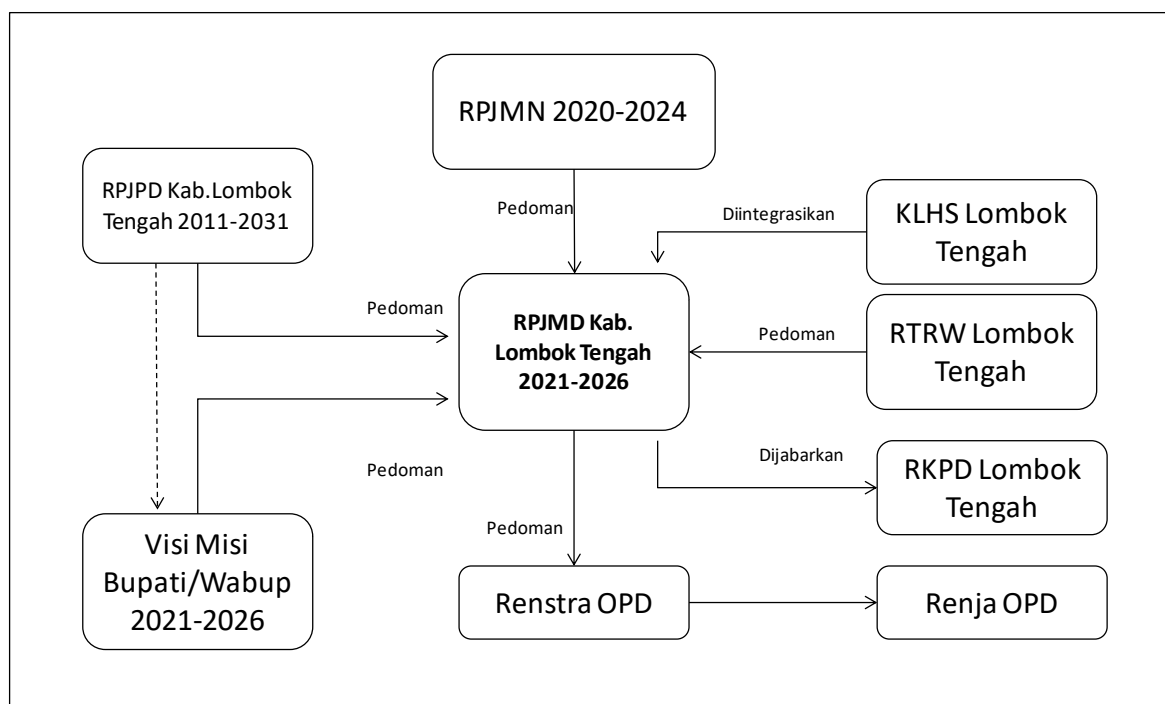 RPJMN 2020-2024
RPJPD Kab.Lombok
Tengah 2011-2031
Pedoman
Diintegrasikan
KLHS Lombok
Tengah
Pedoman
RPJMD Kab.
Lombok Tengah
2021-2026
Pedoman
RTRW Lombok
Tengah
Pedoman
Dijabarkan
RKPD Lombok
Tengah
Visi Misi
Bupati/Wabup
2021-2026
Pedoman
Renstra OPD
Renja OPD